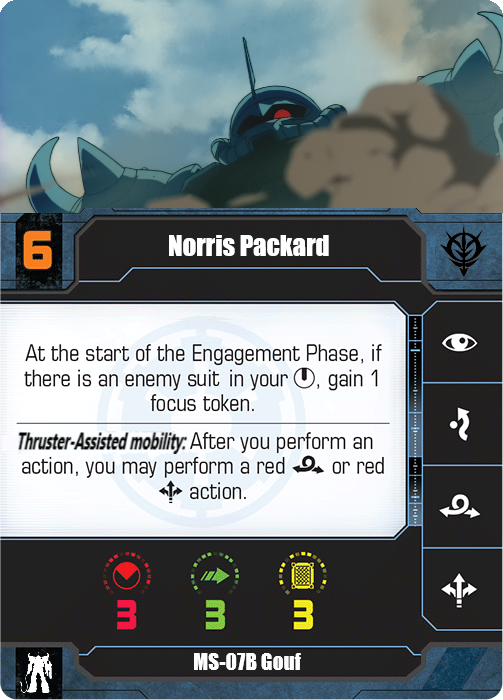 6
Norris Packard
At the start of the Engagement Phase, if
there is an enemy suit in your , gain 1
focus token.
Thruster-Assisted mobility: After you perform an
action, you may perform a red or red
action.
3 3 3
MS-07B Gouf